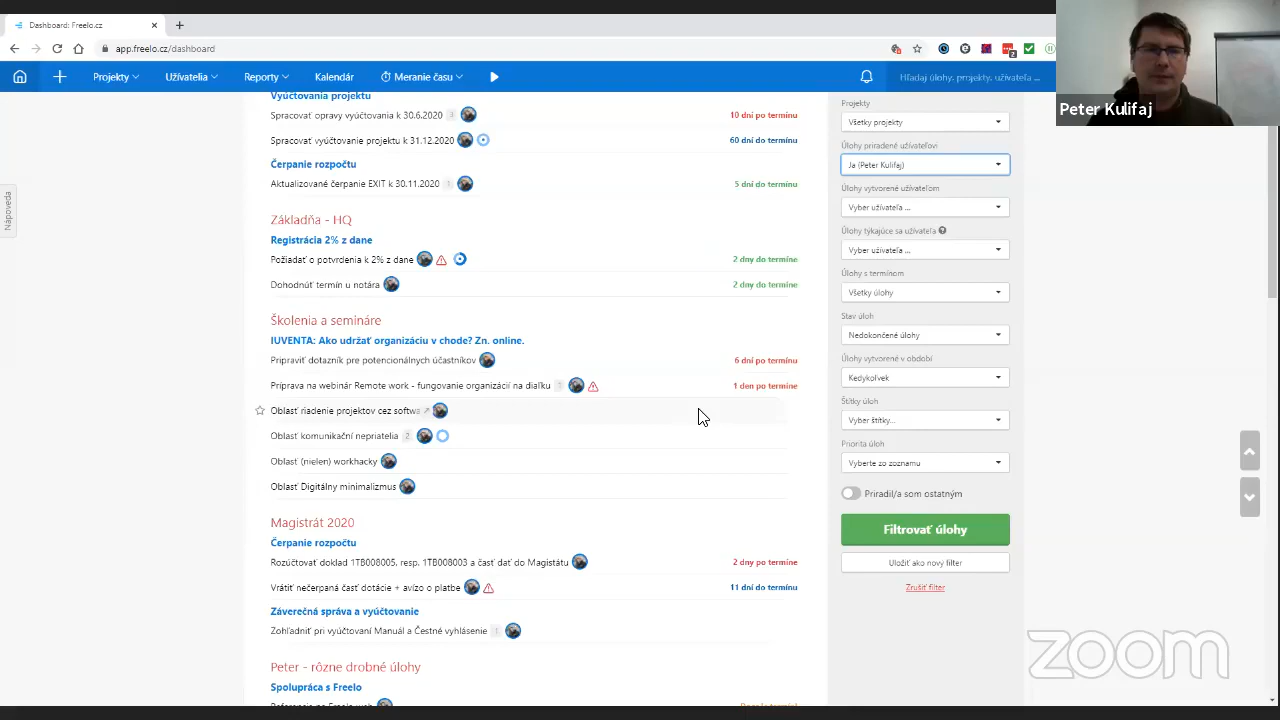 Dashboard: Freelo.cz
app.freelo.cz/dashboard
Projekty
Užívatelia
Reporty
Kalendár
Meranie času
Hľadaj úlohy, projekty, užívateľa ...
Peter Kulifaj
Nápoveda
Vyúčtovania projektu
Spracovať opravy vyúčtovania k 30.6.2020 3
10 dní po termínu
Spracovať vyúčtovanie projektu k 31.12.2020
60 dní do termínu
Čerpanie rozpočtu
Aktualizované čerpanie EXIT k 30.11.2020 1
5 dní do termínu
Základňa - HQ
Registrácia 2% z dane
Požiadať o potvrdenia k 2% z dane
2 dny do termíne
Dohodnúť termín u notára
2 dny do termíne
Školenia a semináre
IUVENTA: Ako udržať organizáciu v chode? Zn. online.
Pripraviť dotazník pre potencionálnych účastníkov
6 dní po termínu
Príprava na webinár Remote work - fungovanie organizácií na diaľku
1 den po termíne
Oblasť riadenie projektov cez softwa
Oblasť komunikační nepriatelia 2
Oblasť (nielen) workhacky
Oblasť Digitálny minimalizmus
Magistrát 2020
Čerpanie rozpočtu
Rozúčtovať doklad 1TB008005, resp. 1TB008003 a časť dať do Magistátu
2 dny po termíne
Vrátiť nečerpaná časť dotácie + avízo o platbe
11 dní do termínu
Záverečná správa a vyúčtovanie
Zohľadniť pri vyúčtovaní Manuál a Čestné vyhlásenie 1
Peter - rôzne drobné úlohy
Spolupráca s Freelo
Projekty
Všetky projekty
Úlohy priradené užívateľovi
Ja (Peter Kulifaj)
Úlohy vytvorené užívateľom
Vyber užívateľa ...
Úlohy týkajúce sa užívateľa
Vyber užívateľa ...
Úlohy s termínom
Všetky úlohy
Stav úloh
Nedokončené úlohy
Úlohy vytvorené v období
Kedykoľvek
Štítky úloh
Vyber štítky...
Priorita úloh
Vyberte zo zoznamu
Priradil/a som ostatným
Filtrovať úlohy
Uložiť ako nový filter
Zrušiť filter
zoom